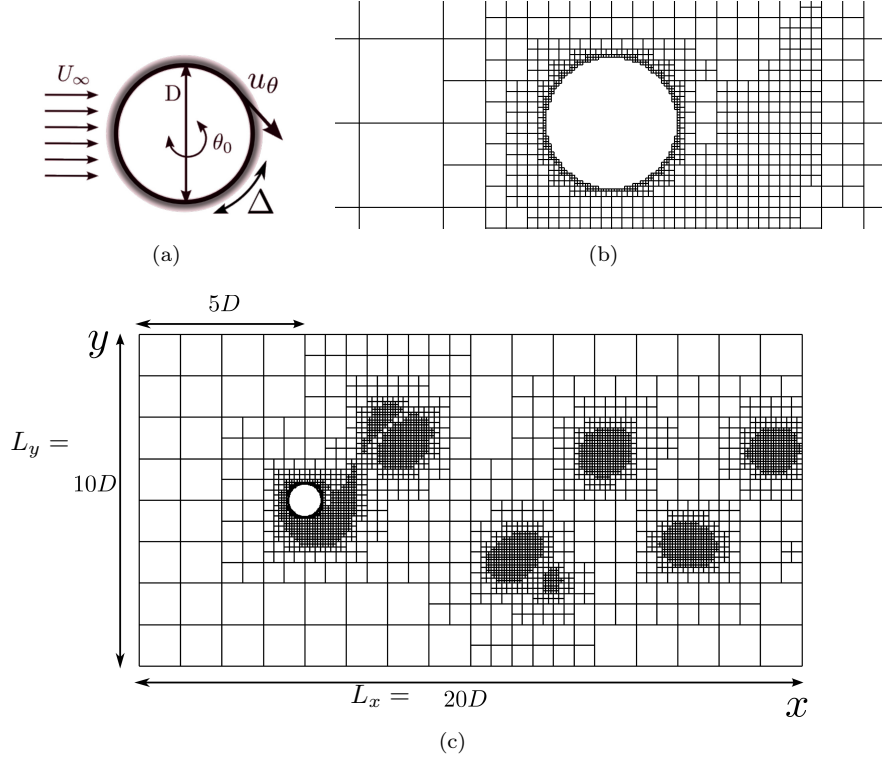 U∞
D
uθ
θ0
Δ
(a)
(b)
5D
y
Ly =
10D
Lx = 20D
x
(c)